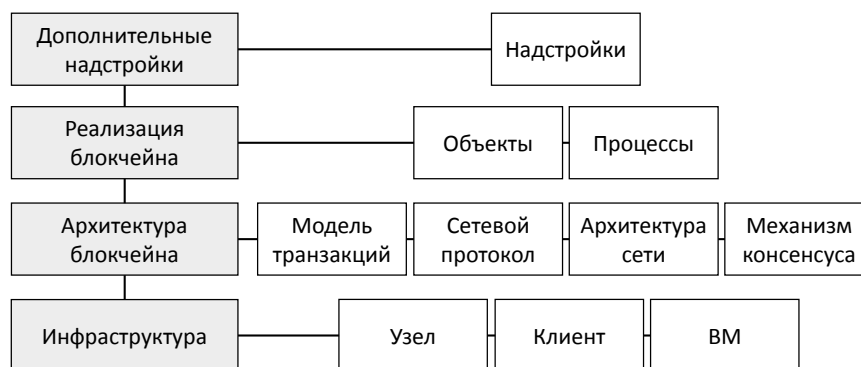 Дополнительные
надстройки
Надстройки
Реализация
блокчейна
Объекты
Процессы
Архитектура
блокчейна
Модель
транзакций
Сетевой
протокол
Архитектура
сети
Механизм
консенсуса
Инфраструктура
Узел
Клиент
ВМ